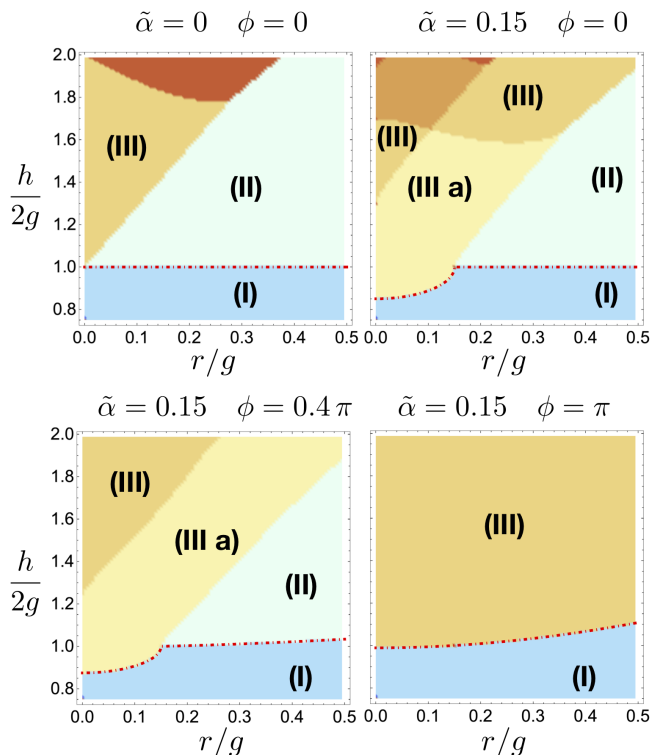 α̃ = 0 ϕ = 0
α̃ = 0.15 ϕ = 0
2.0
1.8
1.6
1.4
1.2
1.0
0.8
h/2g
(III)
(II)
(I)
0.0 0.1 0.2 0.3 0.4 0.5
r/g
(III)
(III)
(III a)
(II)
(I)
0.0 0.1 0.2 0.3 0.4 0.5
r/g
α̃ = 0.15 ϕ = 0.4 π
α̃ = 0.15 ϕ = π
2.0
1.8
1.6
1.4
1.2
1.0
0.8
h/2g
(III)
(III a)
(II)
(I)
0.0 0.1 0.2 0.3 0.4 0.5
r/g
(III)
(I)
0.0 0.1 0.2 0.3 0.4 0.5
r/g